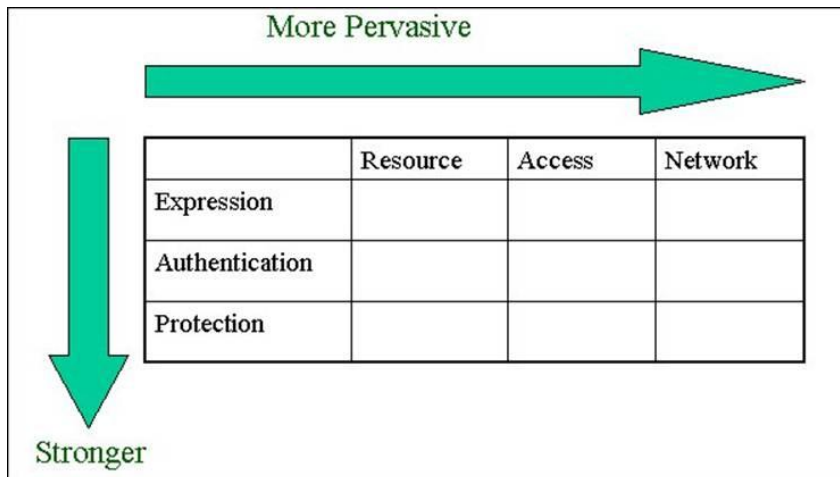 More Pervasive
Resource Access Network
Expression
Authentication
Protection
Stronger